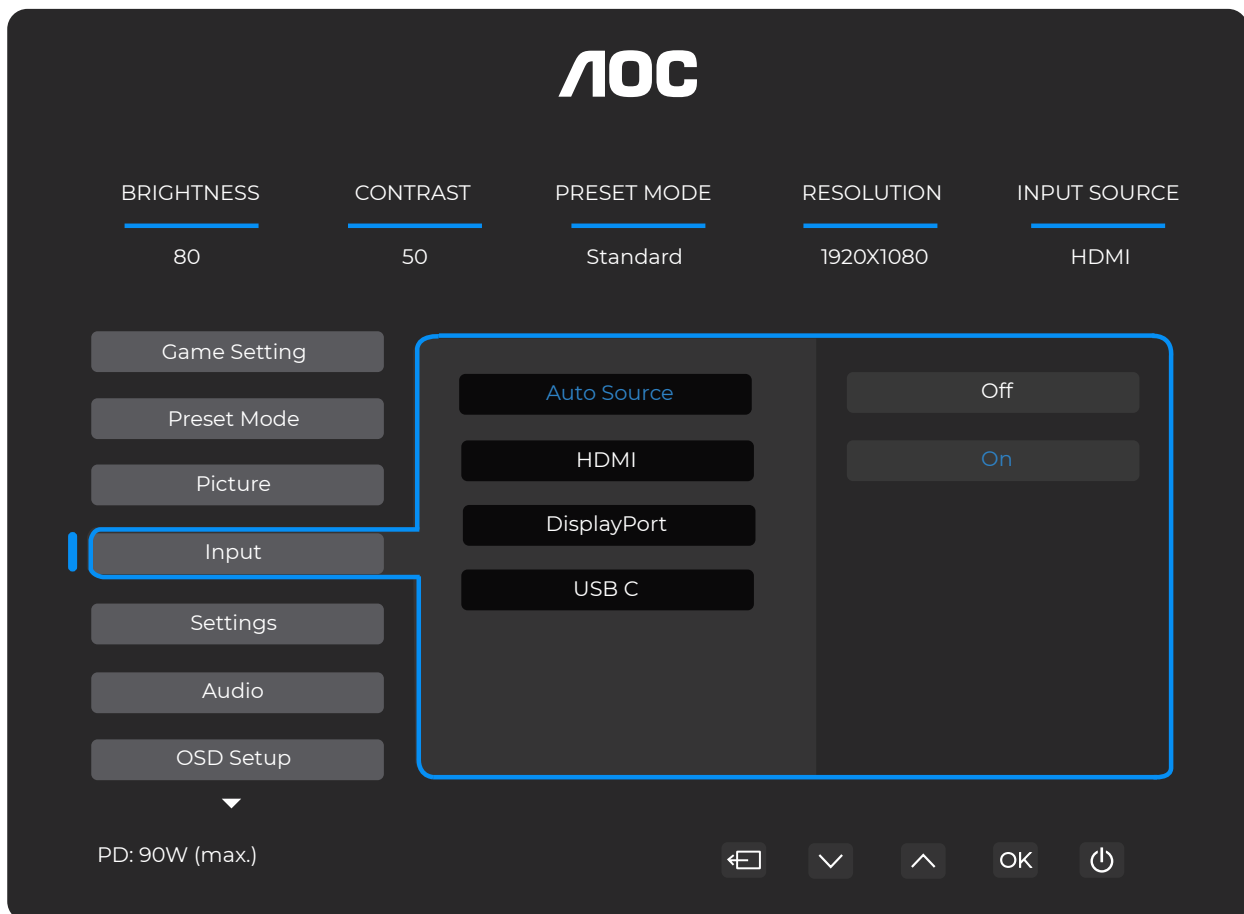 AOC
BRIGHTNESS CONTRAST PRESET MODE RESOLUTION INPUT SOURCE
80 50 Standard 1920X1080 HDMI
Game Setting
Preset Mode
Picture
Input
Settings
Audio
OSD Setup
Auto Source
HDMI
DisplayPort
USB C
Off
On
PD: 90W (max.)
OK